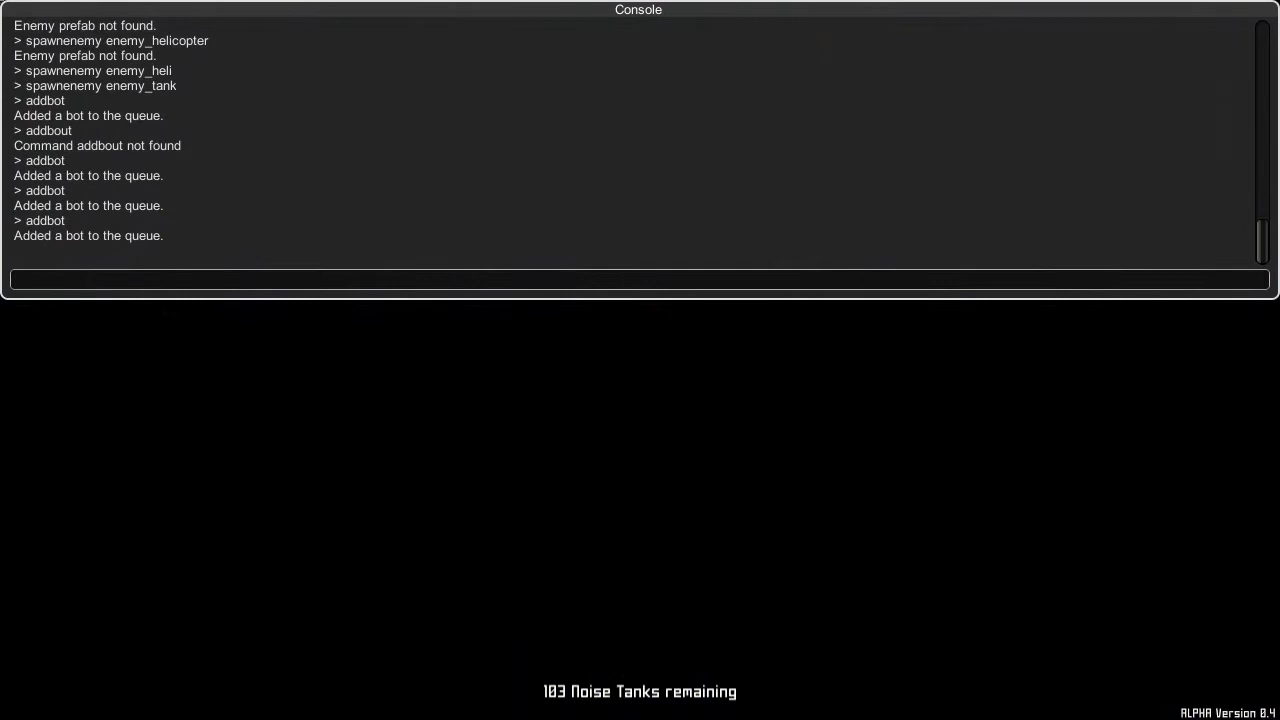 Console
Enemy prefab not found.
> spawnenemy enemy_helicopter
Enemy prefab not found.
> spawnenemy enemy_heli
> spawnenemy enemy_tank
> addbot
Added a bot to the queue.
> addbout
Command addbout not found
> addbot
Added a bot to the queue.
> addbot
Added a bot to the queue.
> addbot
Added a bot to the queue.
103 Noise Tanks remaining
ALPHA Version 0.4